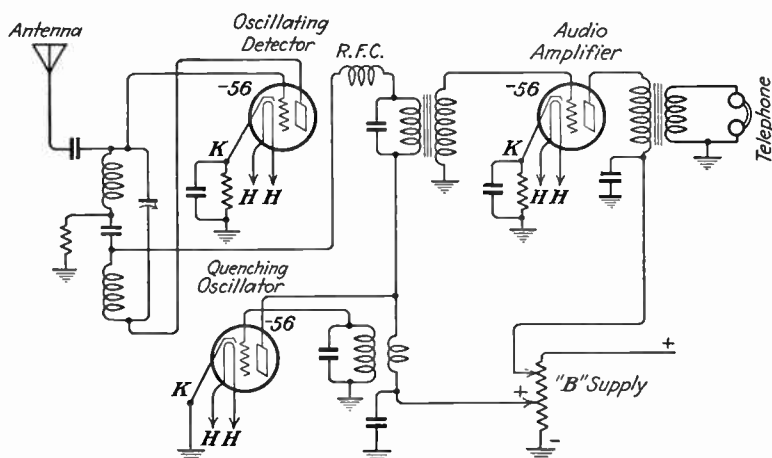 Antenna
Oscillating
Detector
-56
K
H H
R.F.C.
Audio
Amplifier
-56
K
H H
Telephone
Quenching
Oscillator
-56
K
H H
+
+
"B" Supply
-